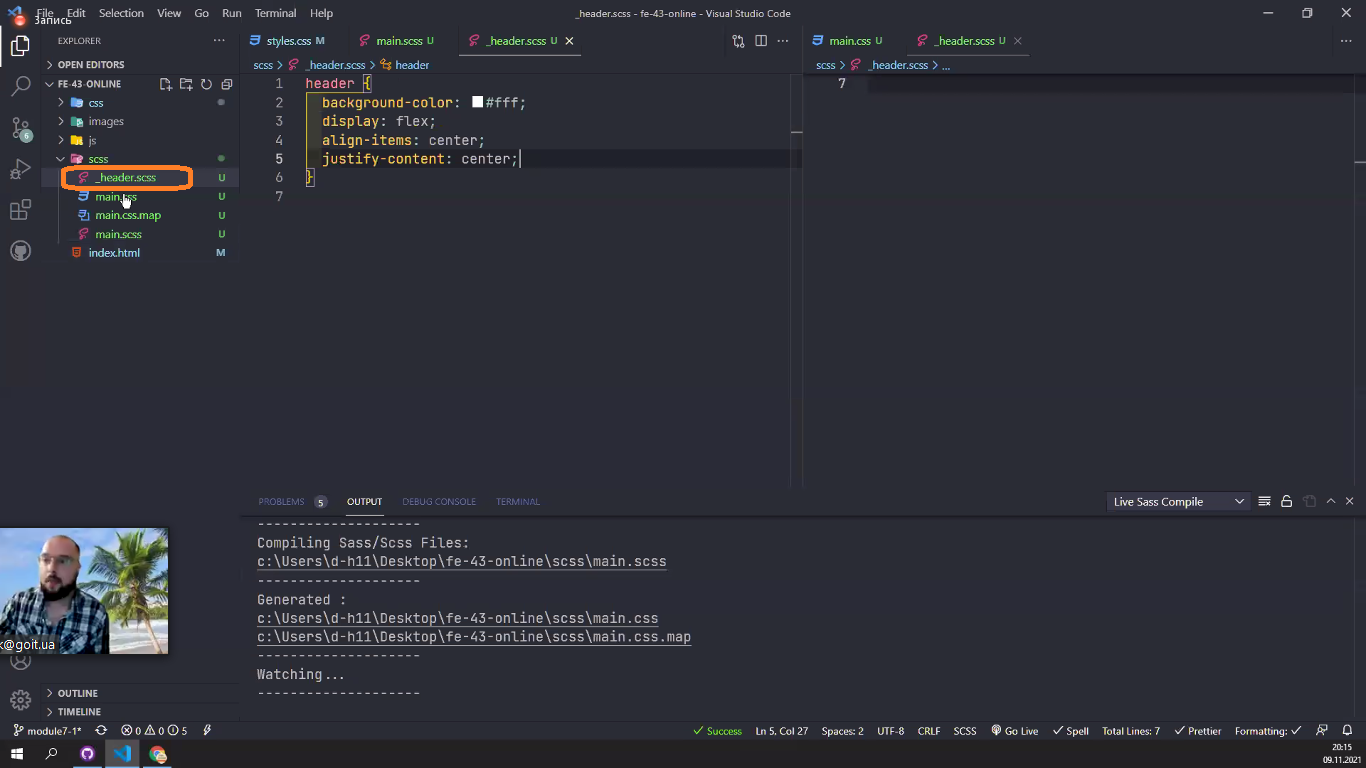 File Edit Selection View Go Run Terminal Help
_header.scss - fe-43-online - Visual Studio Code
Запись
EXPLORER
OPEN EDITORS
FE-43-ONLINE
css
images
js
scss
_header.scss U
main.css U
main.css.map U
main.scss U
index.html M
OUTLINE
TIMELINE
styles.css M main.scss U _header.scss U
scss > _header.scss > header
1 header {
2 background-color: #fff;
3 display: flex;
4 align-items: center;
5 justify-content: center;
6 }
7
main.css U _header.scss U
scss > _header.scss > ...
7
PROBLEMS 5 OUTPUT DEBUG CONSOLE TERMINAL
Live Sass Compile
--------------------
Compiling Sass/Scss Files:
c:\Users\d-h11\Desktop\fe-43-online\scss\main.scss
--------------------
Generated :
c:\Users\d-h11\Desktop\fe-43-online\scss\main.css
c:\Users\d-h11\Desktop\fe-43-online\scss\main.css.map
--------------------
Watching...
--------------------
k@goit.ua
6
module7-1* 0 0 5
Success Ln 5, Col 27 Spaces: 2 UTF-8 CRLF SCSS Go Live Spell Total Lines: 7 Prettier Formating:
20:15
09.11.2021